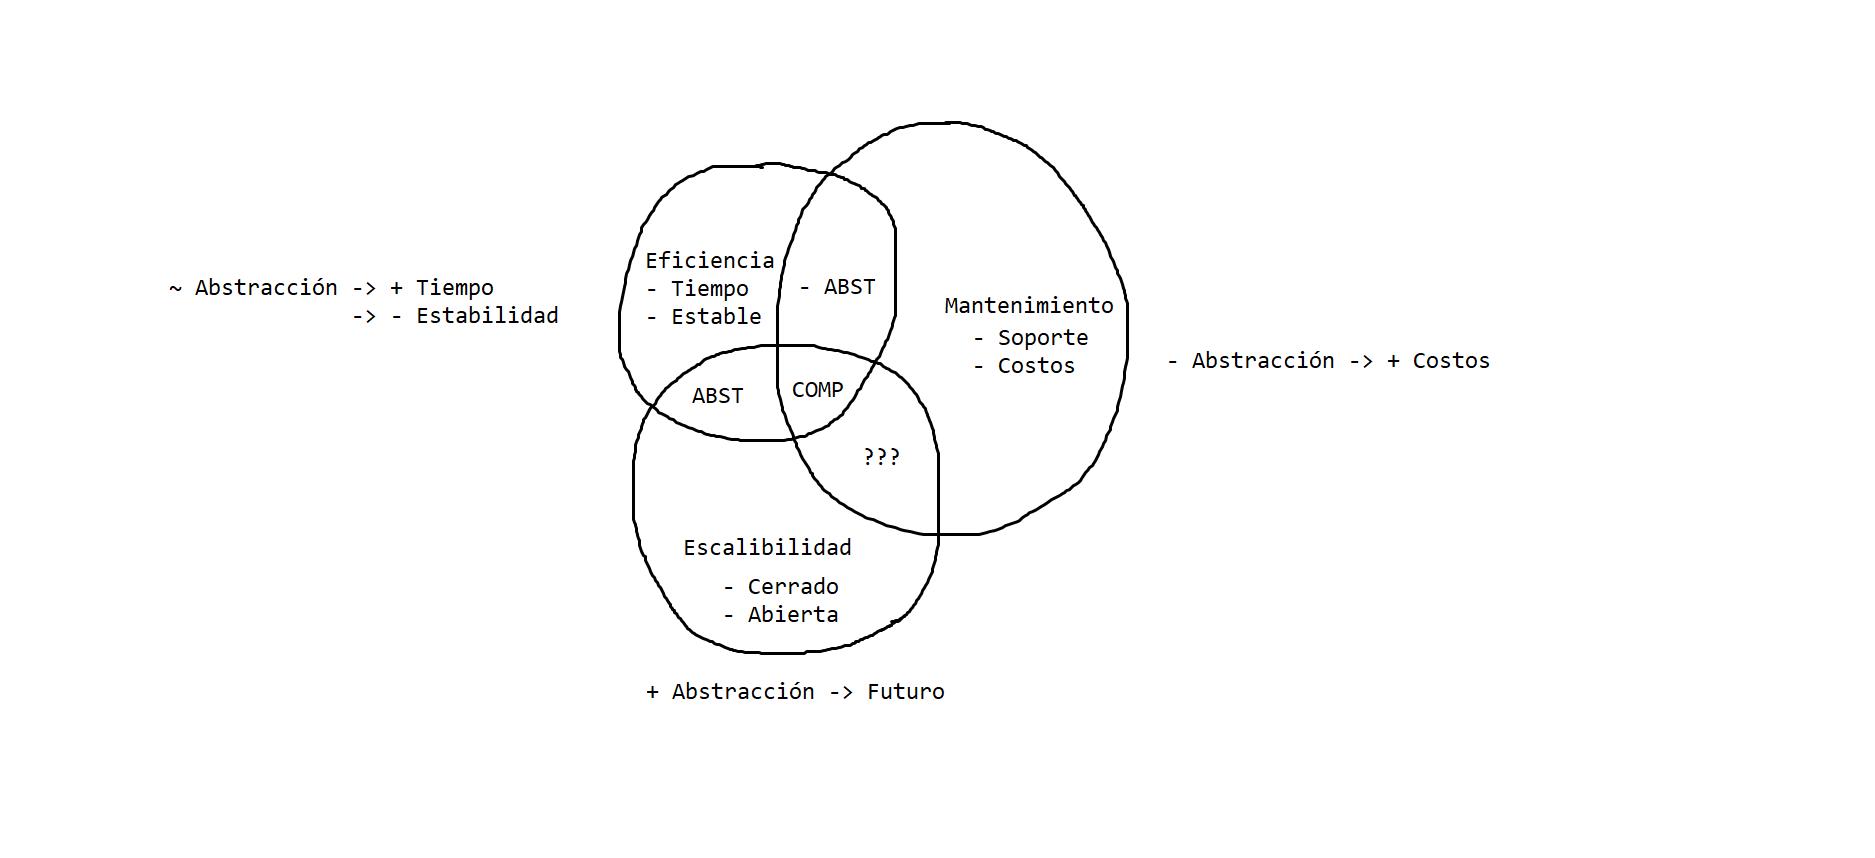 Eficiencia
- Tiempo
- Estable
- ABST
Mantenimiento
- Soporte
- Costos
~ Abstracción -> + Tiempo
-> - Estabilidad
- Abstracción -> + Costos
ABST
COMP
???
Escalibilidad
- Cerrado
- Abierta
+ Abstracción -> Futuro